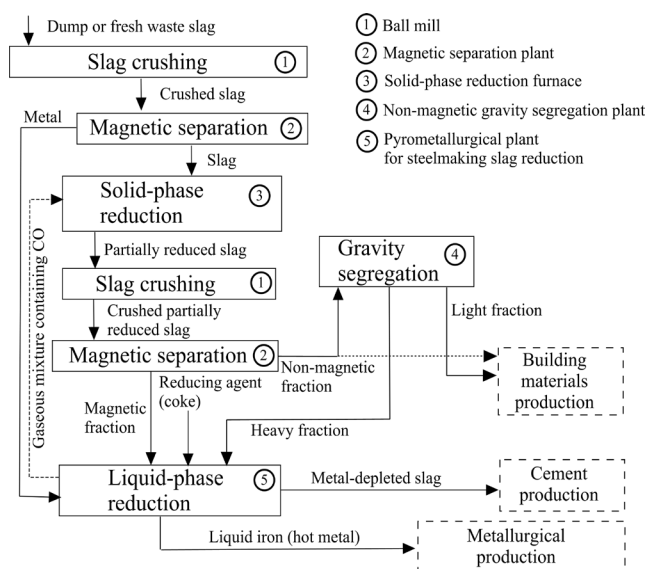 Dump or fresh waste slag
Slag crushing 1
Crushed slag
Metal
Magnetic separation 2
Slag
Solid-phase
reduction 3
Partially reduced slag
Slag crushing 1
Crushed partially
reduced slag
Magnetic separation 2
Gaseous mixture containing CO
Magnetic
fraction
Reducing agent
(coke)
Non-magnetic
fraction
Gravity
segregation 4
Light fraction
Heavy fraction
Building
materials
production
Liquid-phase
reduction 5
Metal-depleted slag
Cement
production
Liquid iron (hot metal)
Metallurgical
production
1 Ball mill
2 Magnetic separation plant
3 Solid-phase reduction furnace
4 Non-magnetic gravity segregation plant
5 Pyrometallurgical plant
for steelmaking slag reduction